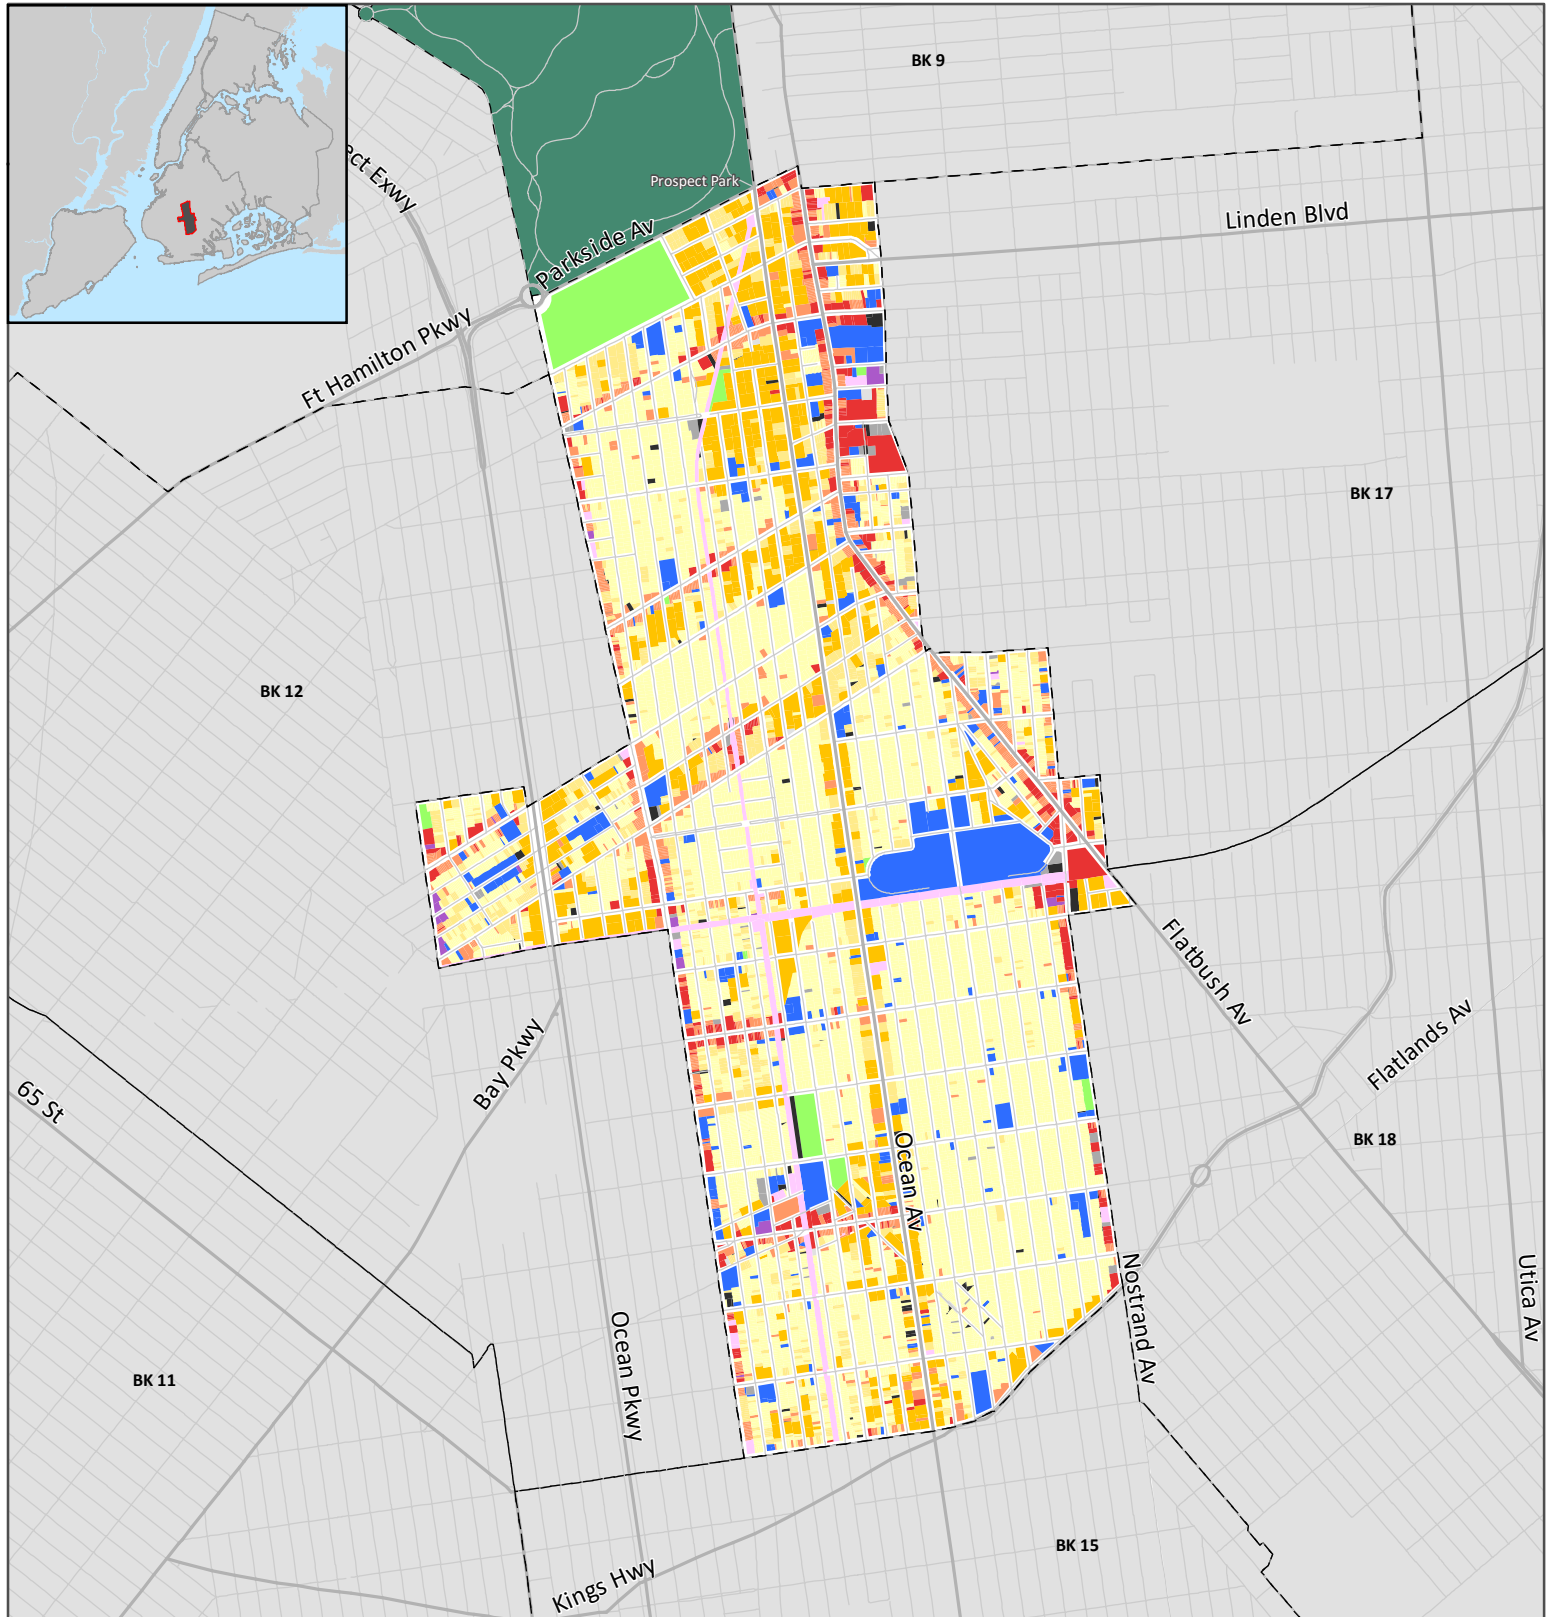 BK 9
ect Exwy
Prospect Park
Linden Blvd
Parkside Av
Ft Hamilton Pkwy
BK 17
BK 12
Flatbush Av
Flatlands Av
Bay Pkwy
65 St
BK 18
Ocean Av
Nostrand Av
Utica Av
Ocean Pkwy
BK 11
BK 15
Kings Hwy